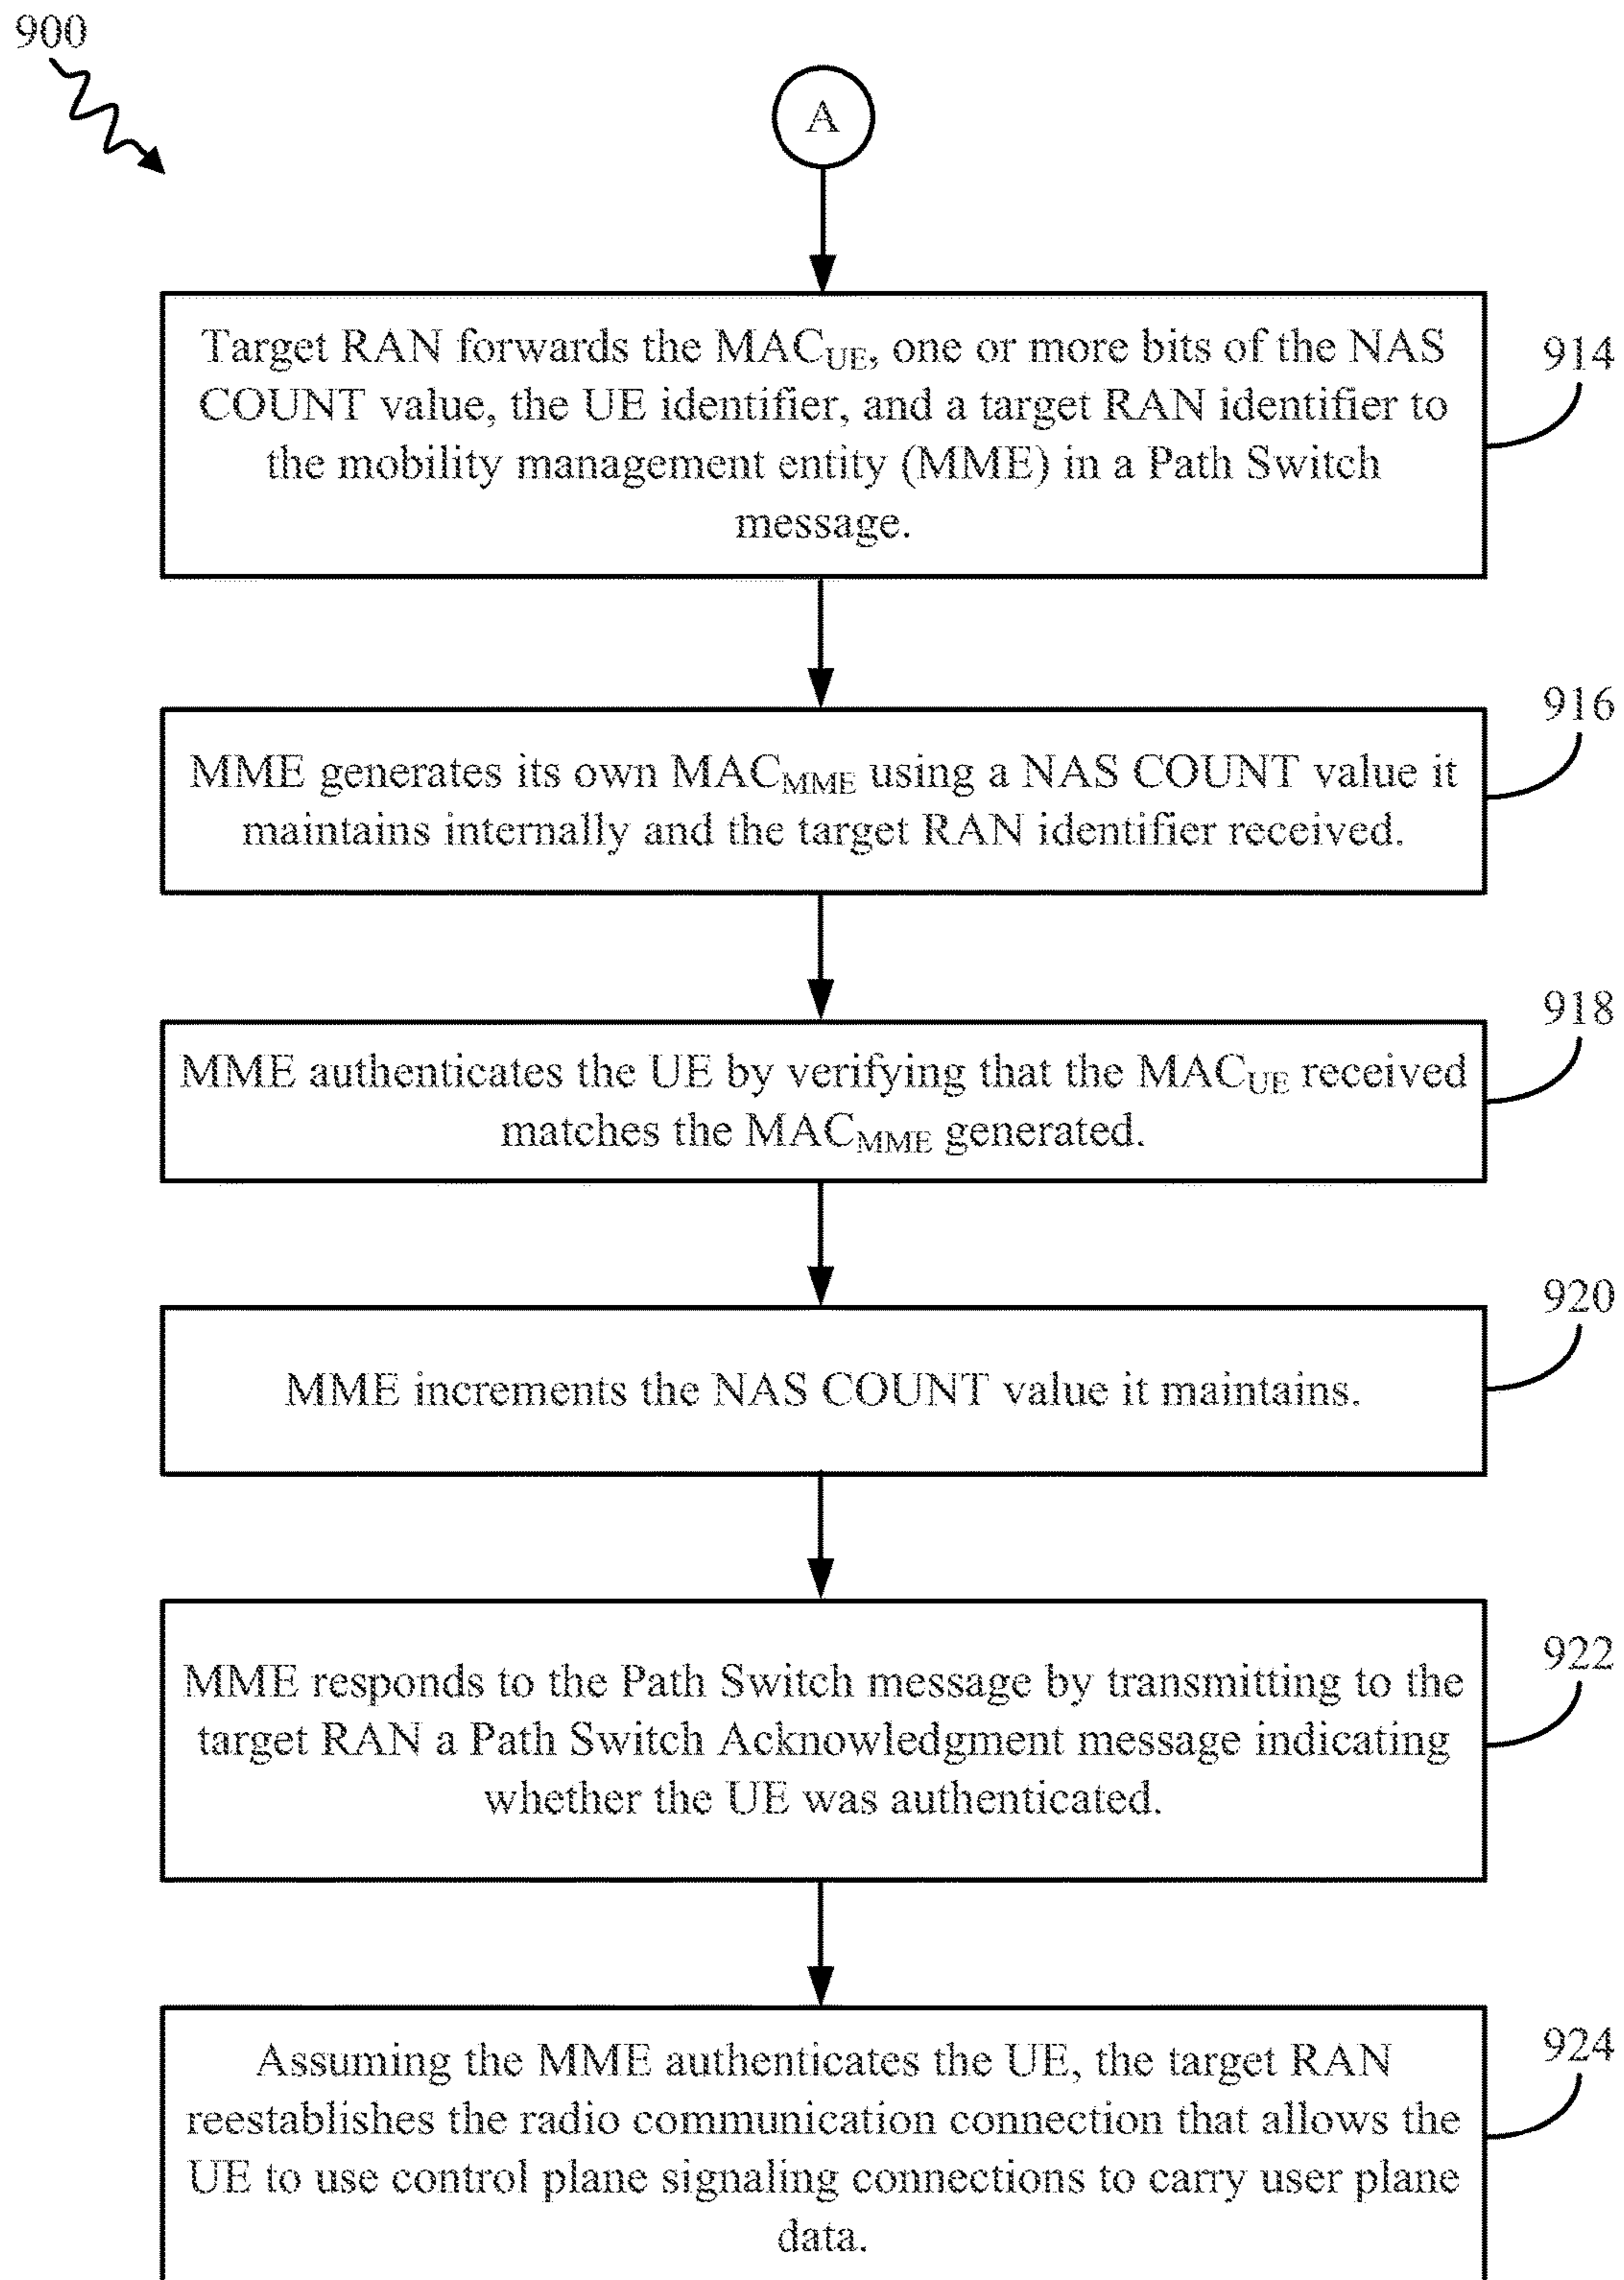 900
A
Target RAN forwards the MACUE, one or more bits of the NAS
COUNT value, the UE identifier, and a target RAN identifier to
the mobility management entity (MME) in a Path Switch
message.
914
MME generates its own MACMME using a NAS COUNT value it
maintains internally and the target RAN identifier received.
916
MME authenticates the UE by verifying that the MACUE received
matches the MACMME generated.
918
MME increments the NAS COUNT value it maintains.
920
MME responds to the Path Switch message by transmitting to the
target RAN a Path Switch Acknowledgment message indicating
whether the UE was authenticated.
922
Assuming the MME authenticates the UE, the target RAN
reestablishes the radio communication connection that allows the
UE to use control plane signaling connections to carry user plane
data.
924